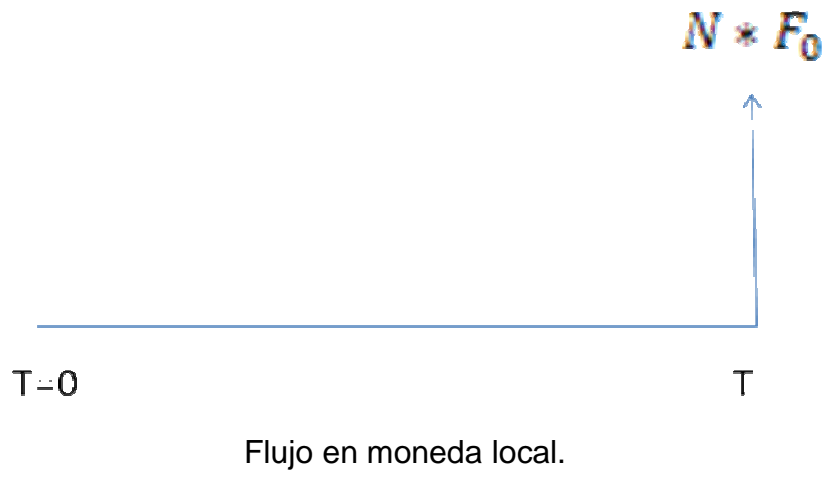 N * F₀
T=0
T
Flujo en moneda local.